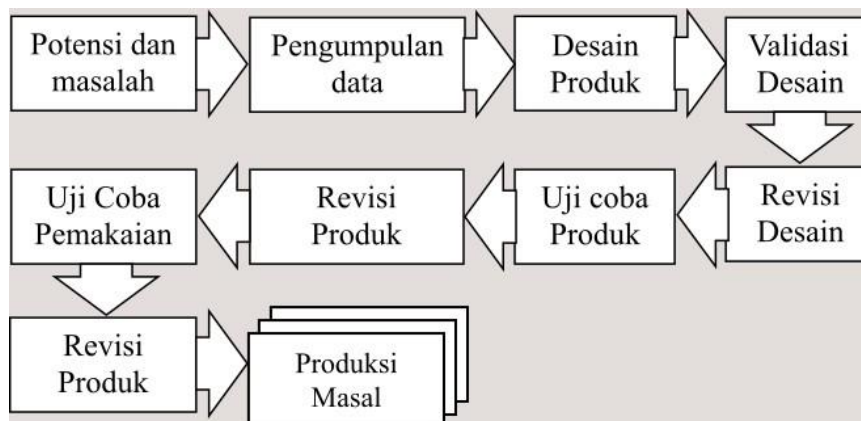 Potensi dan
masalah
Pengumpulan
data
Desain
Produk
Validasi
Desain
Uji Coba
Pemakaian
Revisi
Produk
Uji coba
Produk
Revisi
Desain
Revisi
Produk
Produksi
Masal